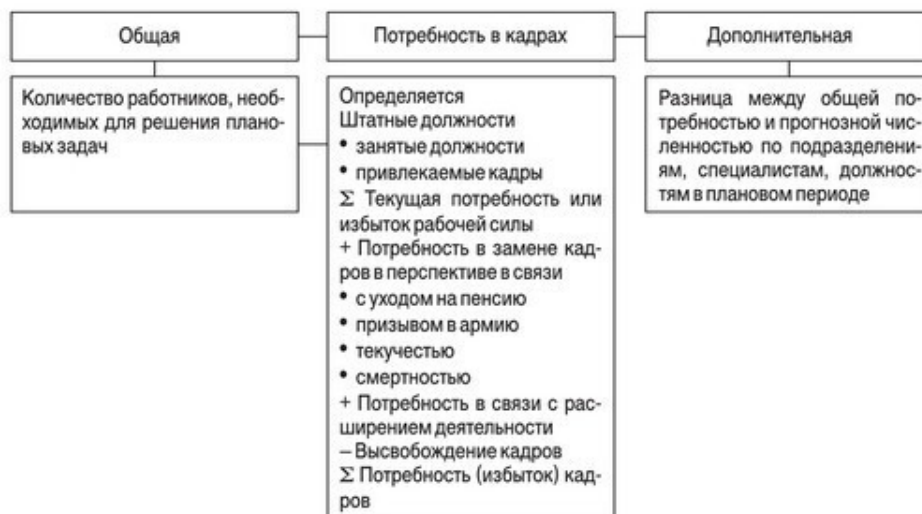 Общая
Потребность в кадрах
Дополнительная
Количество работников, необ-
ходимых для решения плано-
вых задач
Определяется
Штатные должности
• занятые должности
• привлекаемые кадры
Σ Текущая потребность или
избыток рабочей силы
+ Потребность в замене кад-
ров в перспективе в связи
• с уходом на пенсию
• призывом в армию
• текучестью
• смертностью
+ Потребность в связи с рас-
ширением деятельности
– Высвобождение кадров
Σ Потребность (избыток) кад-
ров
Разница между общей по-
требностью и прогнозной чис-
ленностью по подразделени-
ям, специалистам, должнос-
тям в плановом периоде